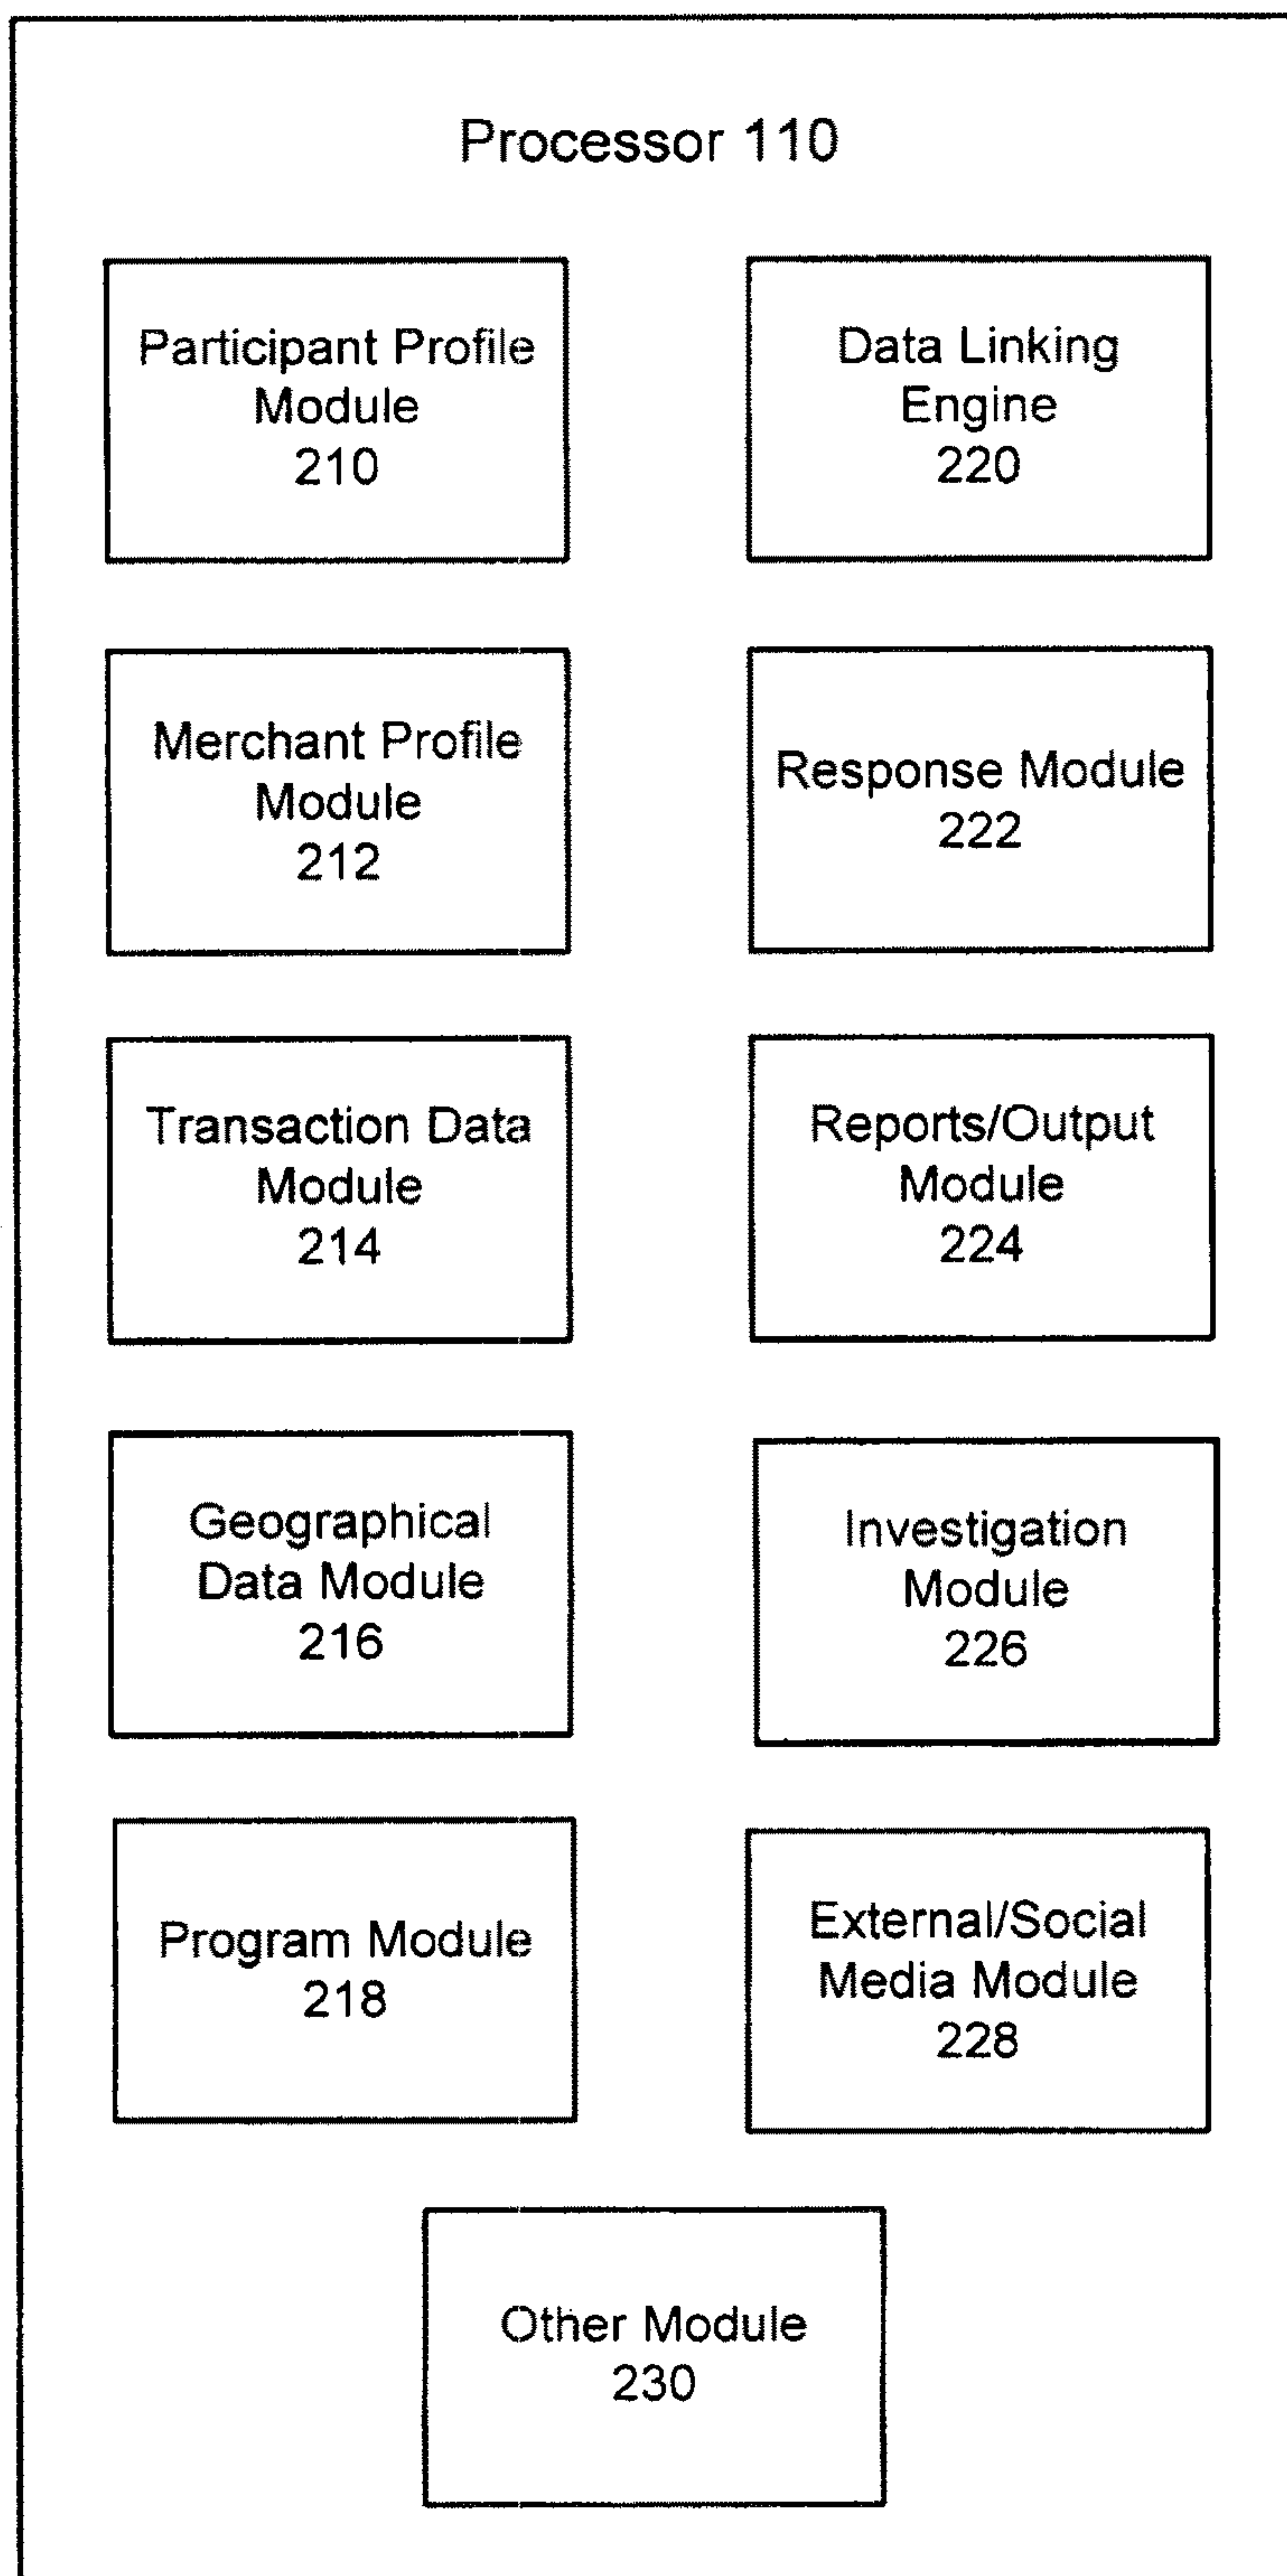 Processor 110
Participant Profile
Module
210
Data Linking
Engine
220
Merchant Profile
Module
212
Response Module
222
Transaction Data
Module
214
Reports/Output
Module
224
Geographical
Data Module
216
Investigation
Module
226
Program Module
218
External/Social
Media Module
228
Other Module
230